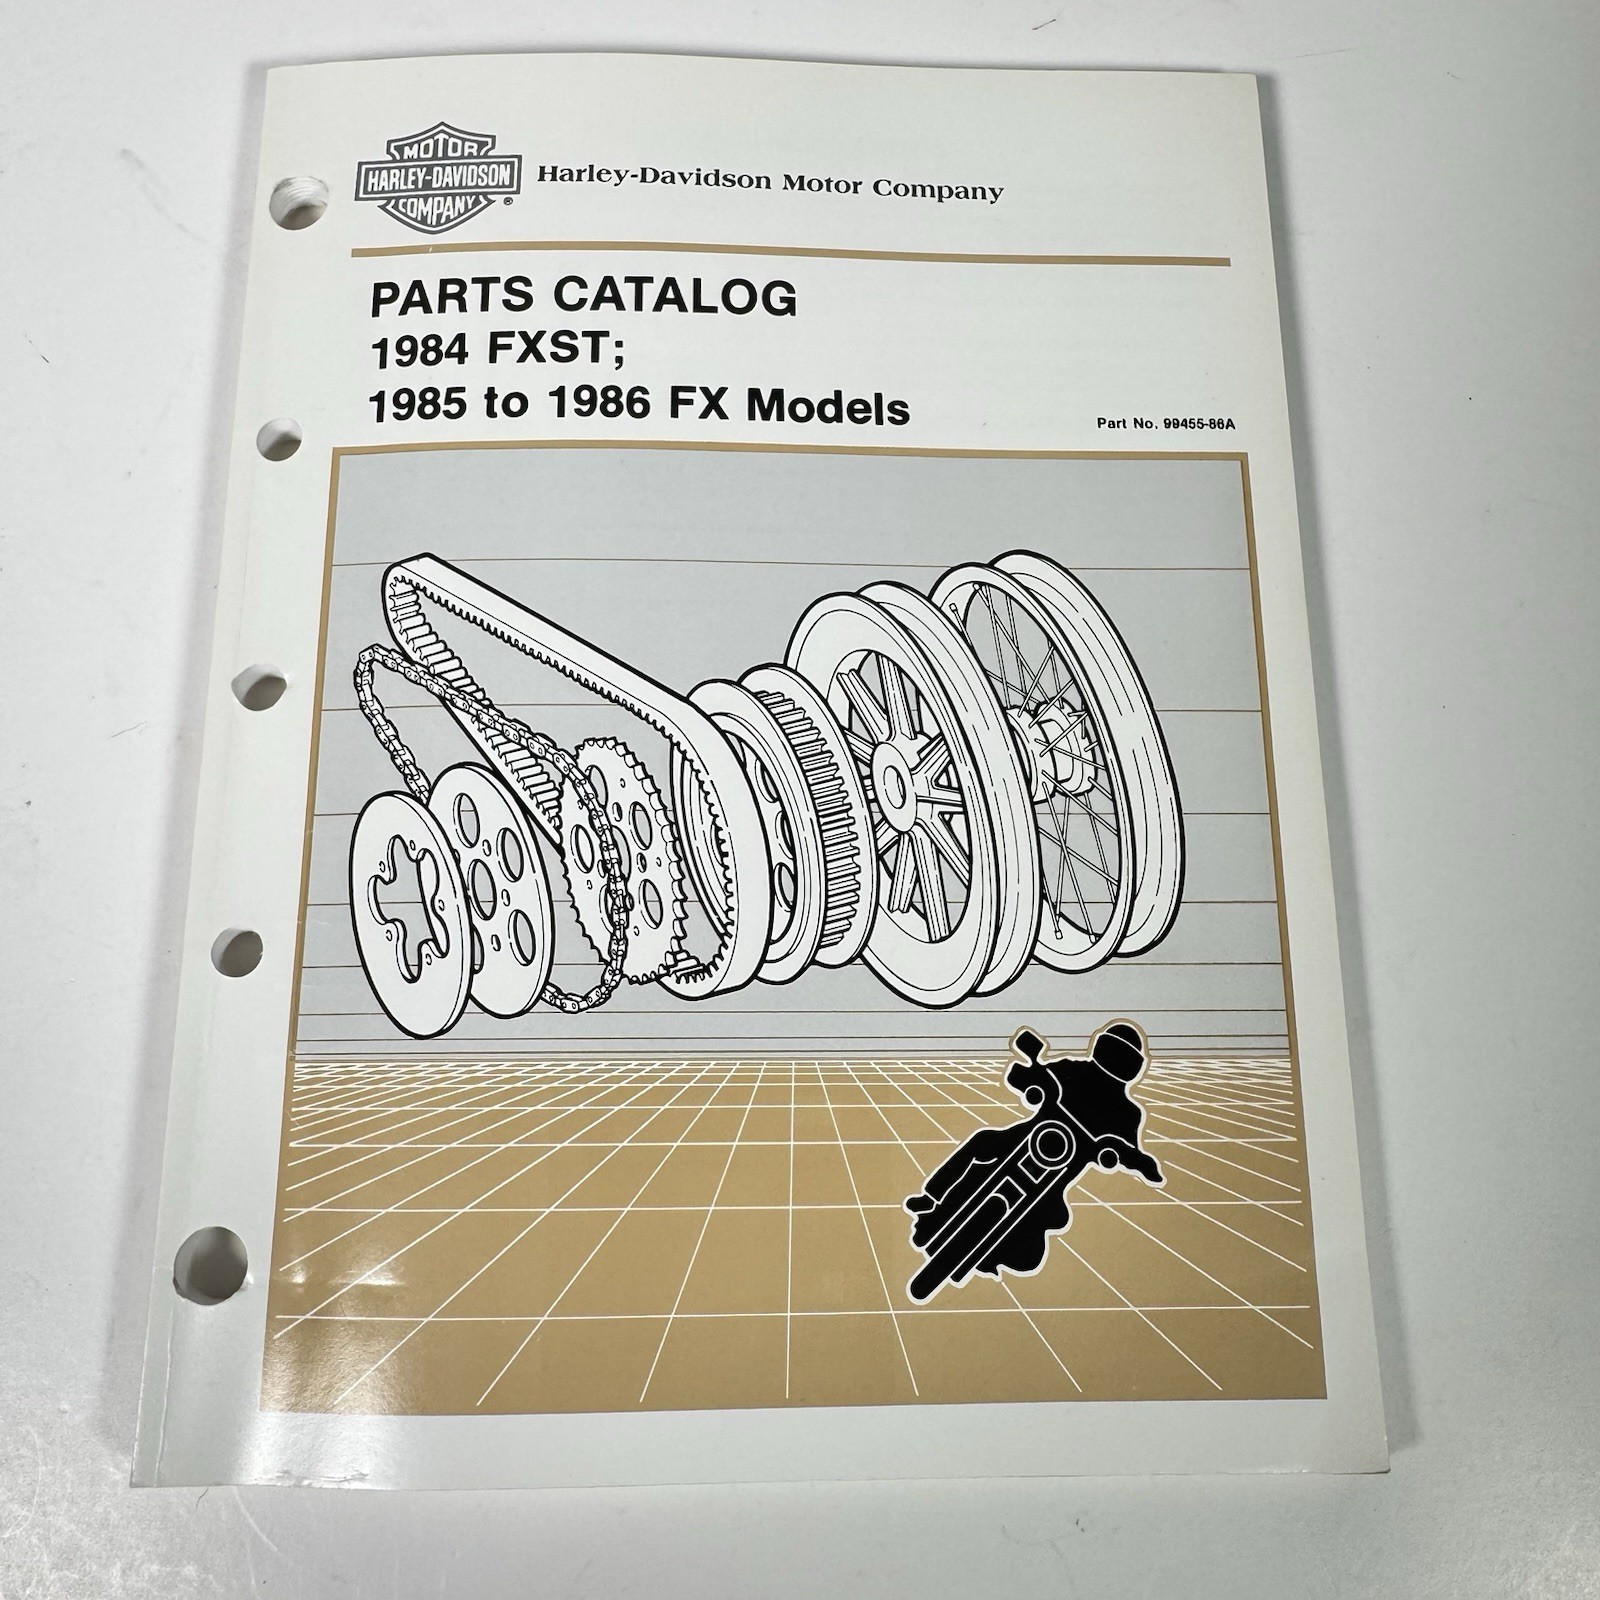 MOTOR
HARLEY-DAVIDSON
COMPANY
®
Harley-Davidson Motor Company
PARTS CATALOG
1984 FXST;
1985 to 1986 FX Models
Part No. 99455-86A